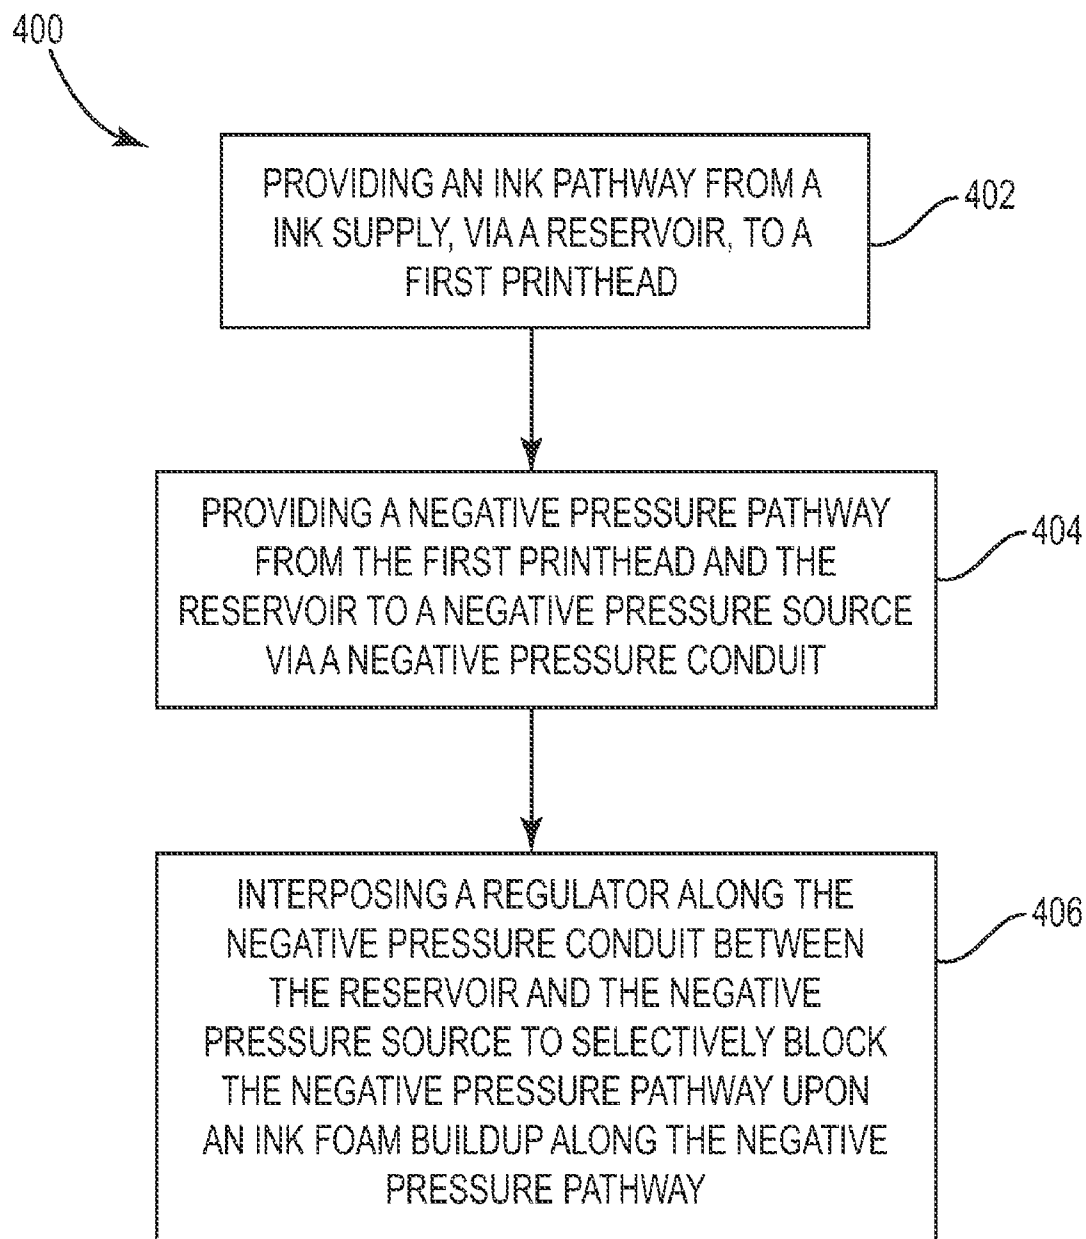 400
PROVIDING AN INK PATHWAY FROM A
INK SUPPLY, VIA A RESERVOIR, TO A
FIRST PRINTHEAD
402
PROVIDING A NEGATIVE PRESSURE PATHWAY
FROM THE FIRST PRINTHEAD AND THE
RESERVOIR TO A NEGATIVE PRESSURE SOURCE
VIA A NEGATIVE PRESSURE CONDUIT
404
INTERPOSING A REGULATOR ALONG THE
NEGATIVE PRESSURE CONDUIT BETWEEN
THE RESERVOIR AND THE NEGATIVE
PRESSURE SOURCE TO SELECTIVELY BLOCK
THE NEGATIVE PRESSURE PATHWAY UPON
AN INK FOAM BUILDUP ALONG THE NEGATIVE
PRESSURE PATHWAY
406